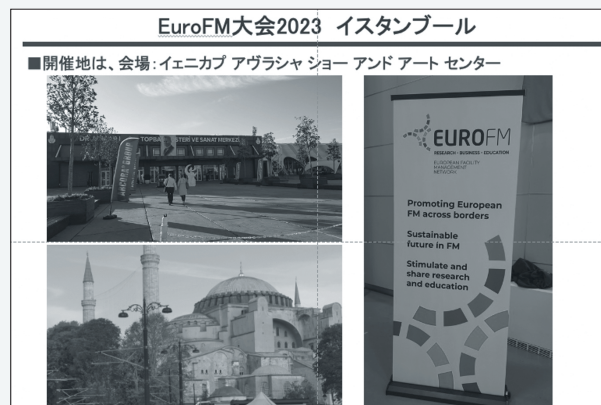 EuroFM大会2023 イスタンブール
■開催地は、会場：イェニカプ アヴラシャ ショー アンド アート センター
EUROFM
RESEARCH - BUSINESS - EDUCATION
EUROPEAN FACILITY
MANAGEMENT
NETWORK
Promoting European
FM across borders
Sustainable
future in FM
Stimulate and
share research
and education